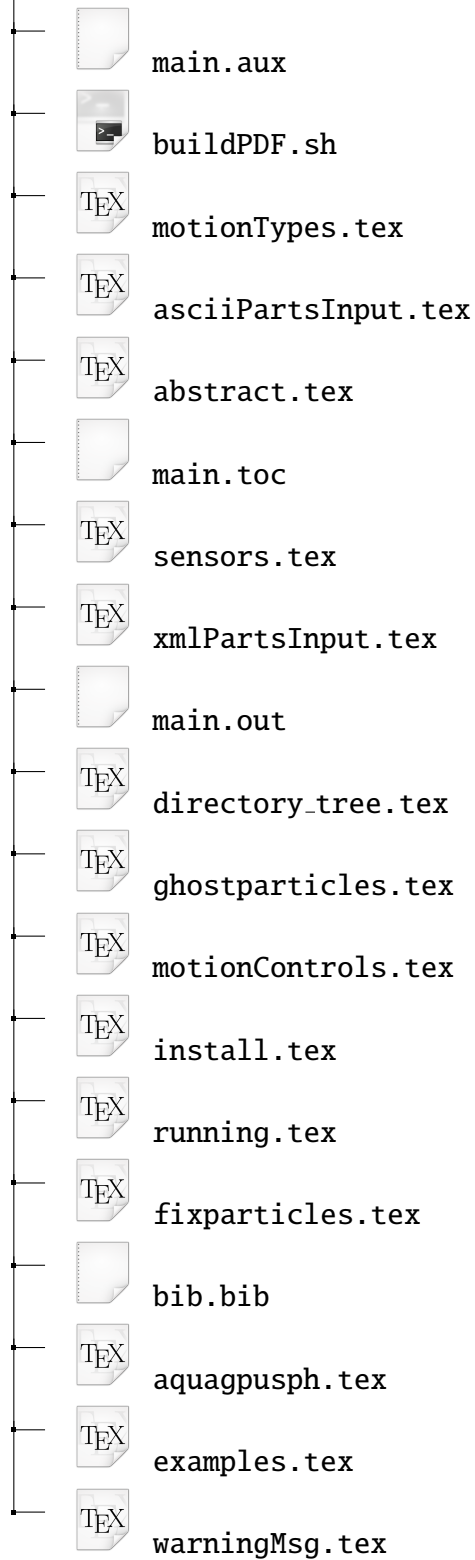 main.aux
>_
buildPDF.sh
TEX
motionTypes.tex
TEX
asciiPartsInput.tex
TEX
abstract.tex
main.toc
TEX
sensors.tex
TEX
xmlPartsInput.tex
main.out
TEX
directory_tree.tex
TEX
ghostparticles.tex
TEX
motionControls.tex
TEX
install.tex
TEX
running.tex
TEX
fixparticles.tex
bib.bib
TEX
aquagpusph.tex
TEX
examples.tex
TEX
warningMsg.tex